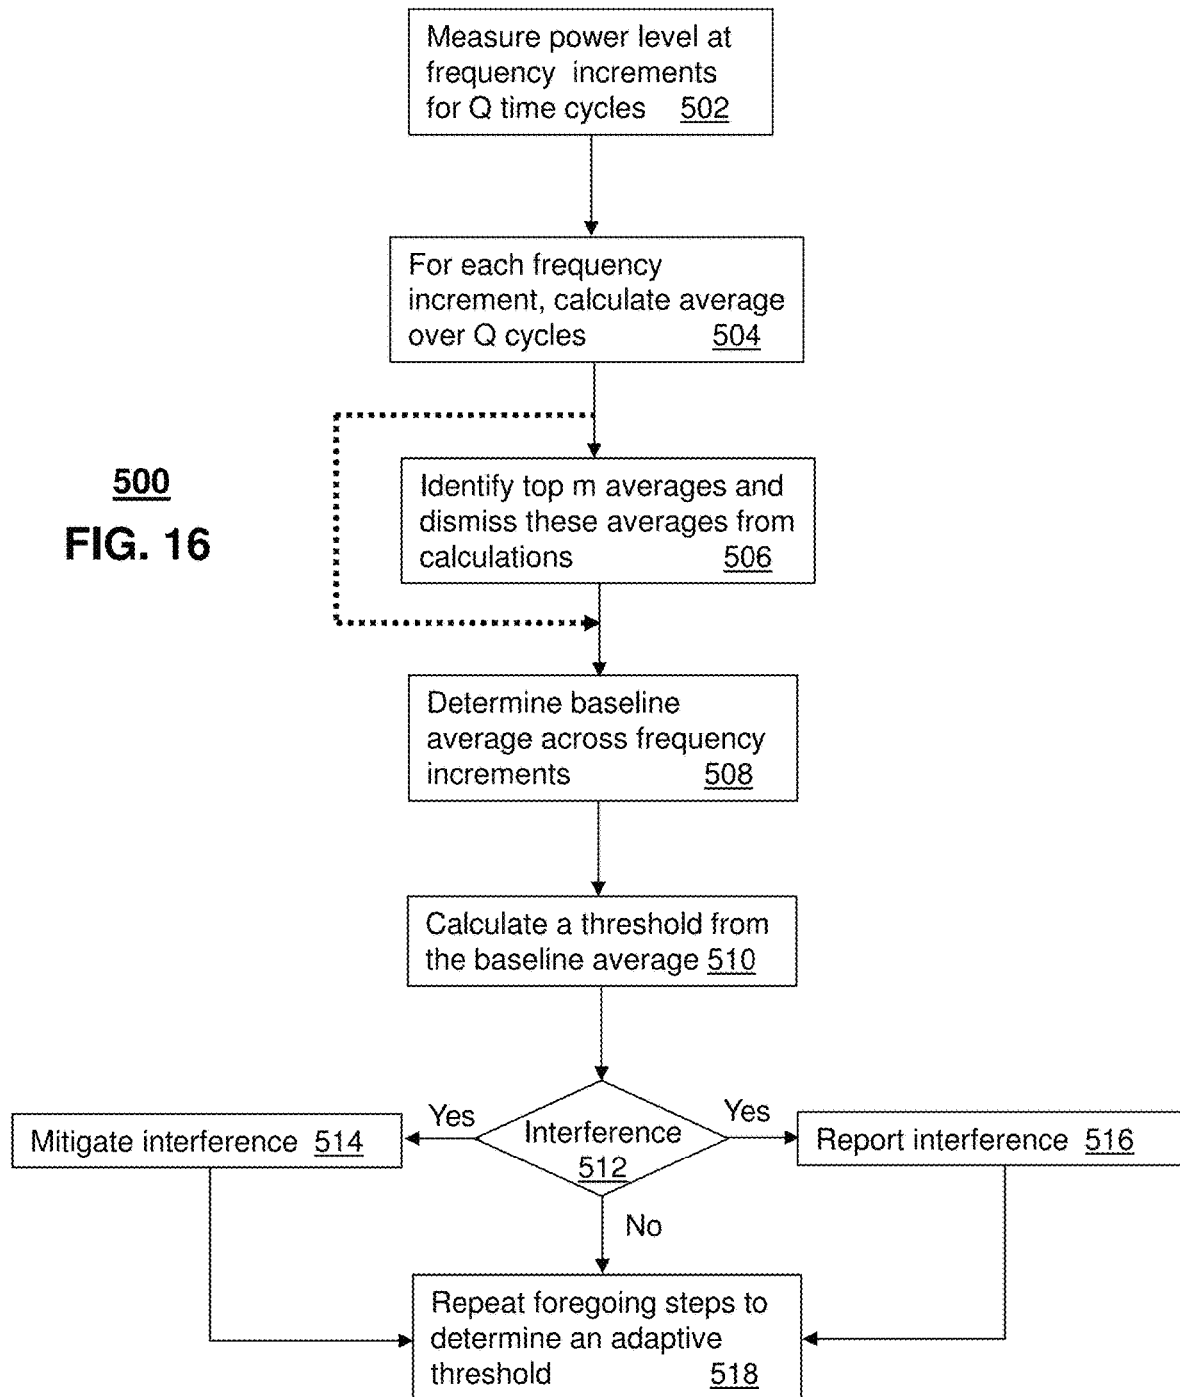 Measure power level at
frequency increments
for Q time cycles 502
For each frequency
increment, calculate average
over Q cycles 504
500
FIG. 16
Identify top m averages and
dismiss these averages from
calculations 506
Determine baseline
average across frequency
increments 508
Calculate a threshold from
the baseline average 510
Yes
Yes
Mitigate interference 514
Interference
512
Report interference 516
No
Repeat foregoing steps to
determine an adaptive
threshold 518